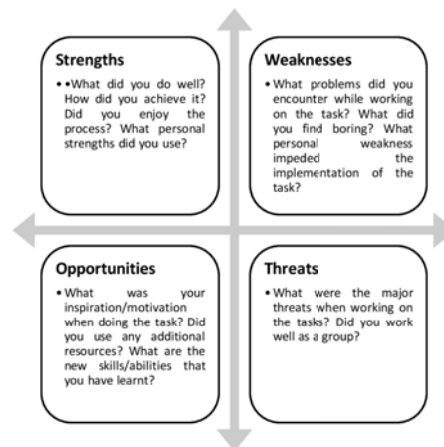 Strengths
• •What did you do well?
How did you achieve it?
Did you enjoy the
process? What personal
strengths did you use?
Weaknesses
• What problems did you
encounter while working
on the task? What did
you find boring? What
personal weakness
impeded the
implementation of the
task?
Opportunities
• What was your
inspiration/motivation
when doing the task? Did
you use any additional
resources? What are the
new skills/abilities that
you have learnt?
Threats
• What were the major
threats when working on
the tasks? Did you work
well as a group?